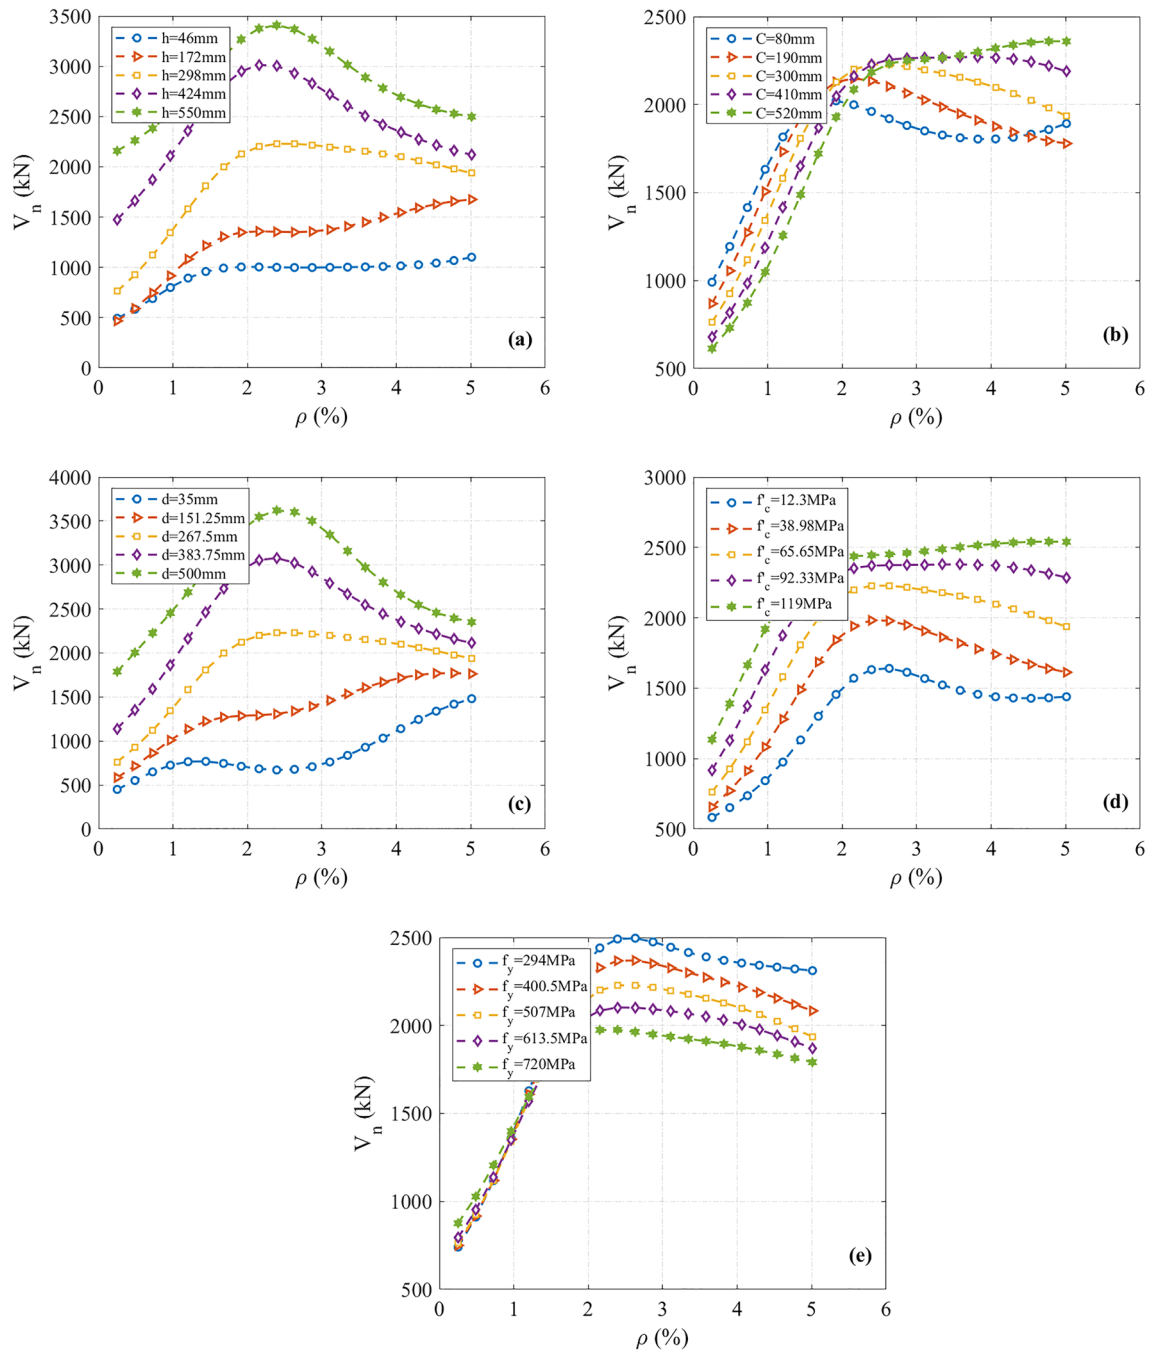 3500
3000
2500
2000
1500
1000
500
0
h=46mm
h=172mm
h=298mm
h=424mm
h=550mm
(a)
0 1 2 3 4 5 6
ρ (%)
V_n (kN)
2500
2000
1500
1000
500
C=80mm
C=190mm
C=300mm
C=410mm
C=520mm
(b)
0 1 2 3 4 5 6
ρ (%)
V_n (kN)
4000
3500
3000
2500
2000
1500
1000
500
0
d=35mm
d=151.25mm
d=267.5mm
d=383.75mm
d=500mm
(c)
0 1 2 3 4 5 6
ρ (%)
V_n (kN)
3000
2500
2000
1500
1000
500
f'_c=12.3MPa
f'_c=38.98MPa
f'_c=65.65MPa
f'_c=92.33MPa
f'_c=119MPa
(d)
0 1 2 3 4 5 6
ρ (%)
V_n (kN)
2500
2000
1500
1000
500
f_y=294MPa
f_y=400.5MPa
f_y=507MPa
f_y=613.5MPa
f_y=720MPa
(e)
0 1 2 3 4 5 6
ρ (%)
V_n (kN)